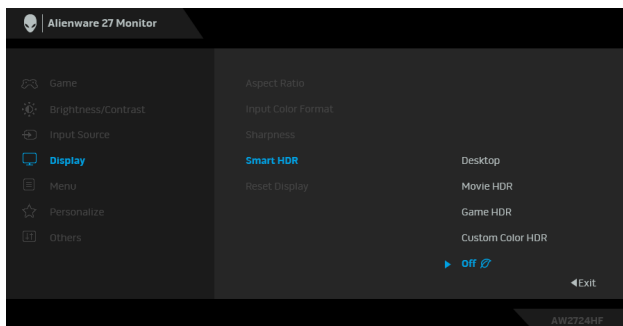 Alienware 27 Monitor
Game
Aspect Ratio
Brightness/Contrast
Input Color Format
Input Source
Sharpness
Display
Smart HDR
Desktop
Menu
Reset Display
Movie HDR
Personalize
Game HDR
Others
Custom Color HDR
Off
Exit
AW2724HF